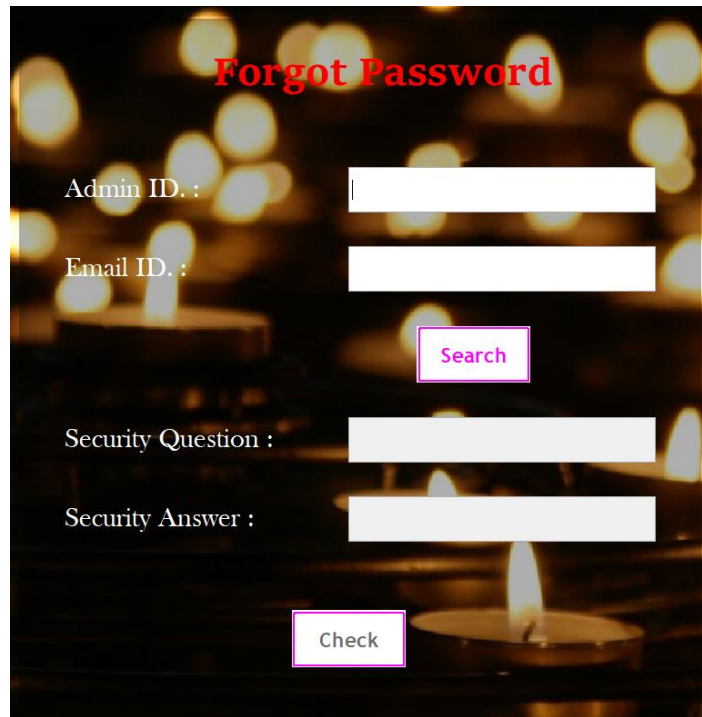 Forgot Password
Admin ID. :
Email ID. :
Search
Security Question :
Security Answer :
Check